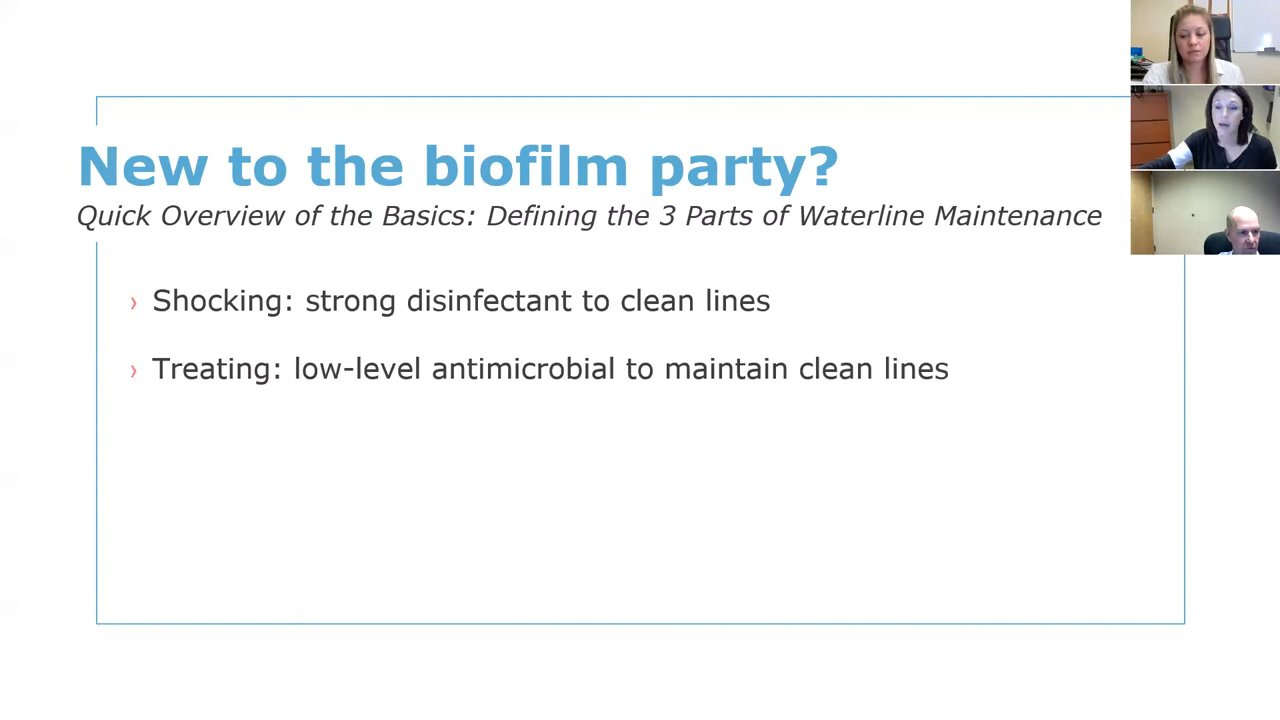 New to the biofilm party?
Quick Overview of the Basics: Defining the 3 Parts of Waterline Maintenance
› Shocking: strong disinfectant to clean lines
› Treating: low-level antimicrobial to maintain clean lines